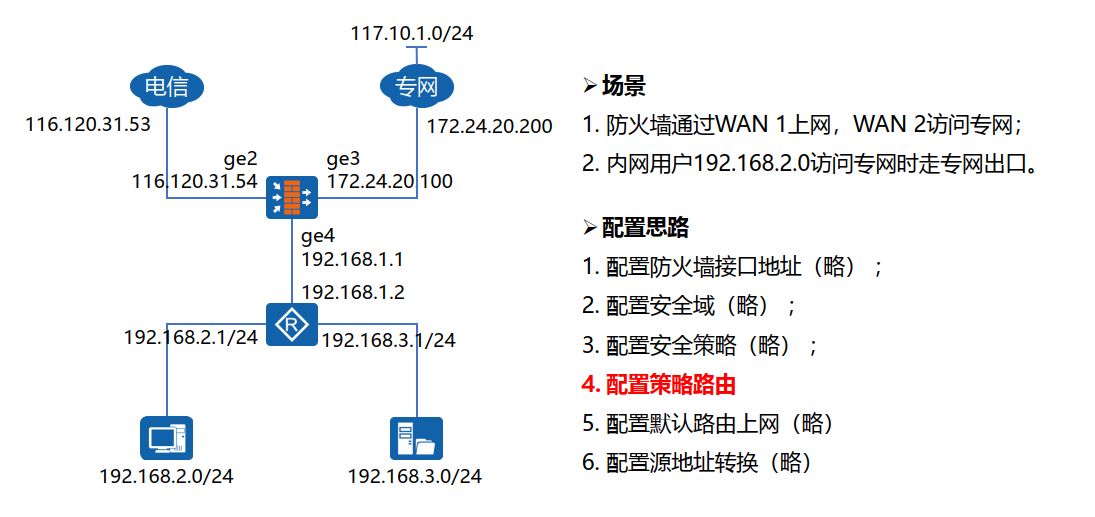 117.10.1.0/24
电信
专网
116.120.31.53
172.24.20.200
ge2
116.120.31.54
ge3
172.24.20.100
ge4
192.168.1.1
192.168.1.2
R
192.168.2.1/24
192.168.3.1/24
192.168.2.0/24
192.168.3.0/24
➢ 场景
1. 防火墙通过WAN 1上网，WAN 2访问专网；
2. 内网用户192.168.2.0访问专网时走专网出口。
➢ 配置思路
1. 配置防火墙接口地址（略）；
2. 配置安全域（略）；
3. 配置安全策略（略）；
4. 配置策略路由
5. 配置默认路由上网（略）
6. 配置源地址转换（略）